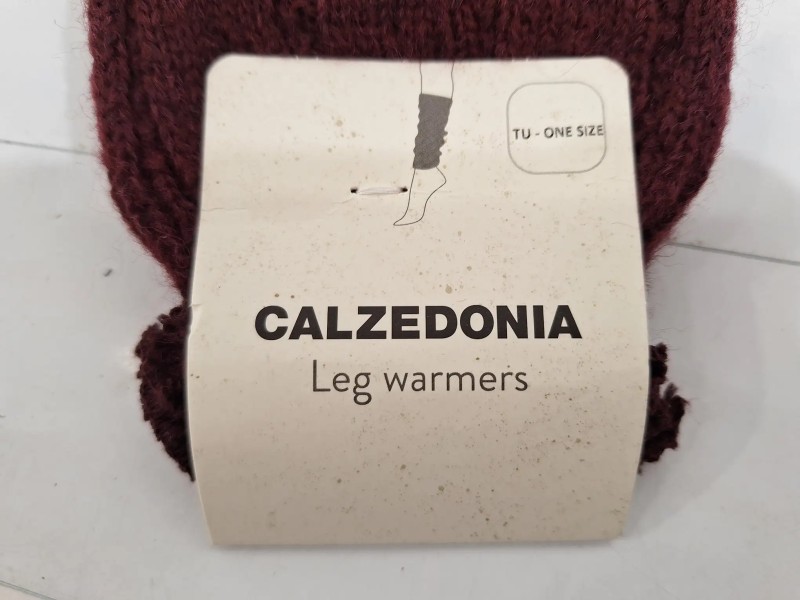 TU - ONE SIZE
CALZEDONIA
Leg warmers